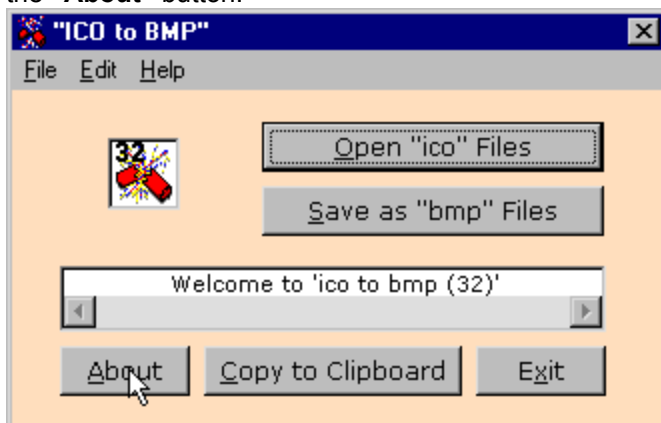 the "About" button.
"ICO to BMP"
File Edit Help
32
Open "ico" Files
Save as "bmp" Files
Welcome to 'ico to bmp (32)'
About Copy to Clipboard Exit